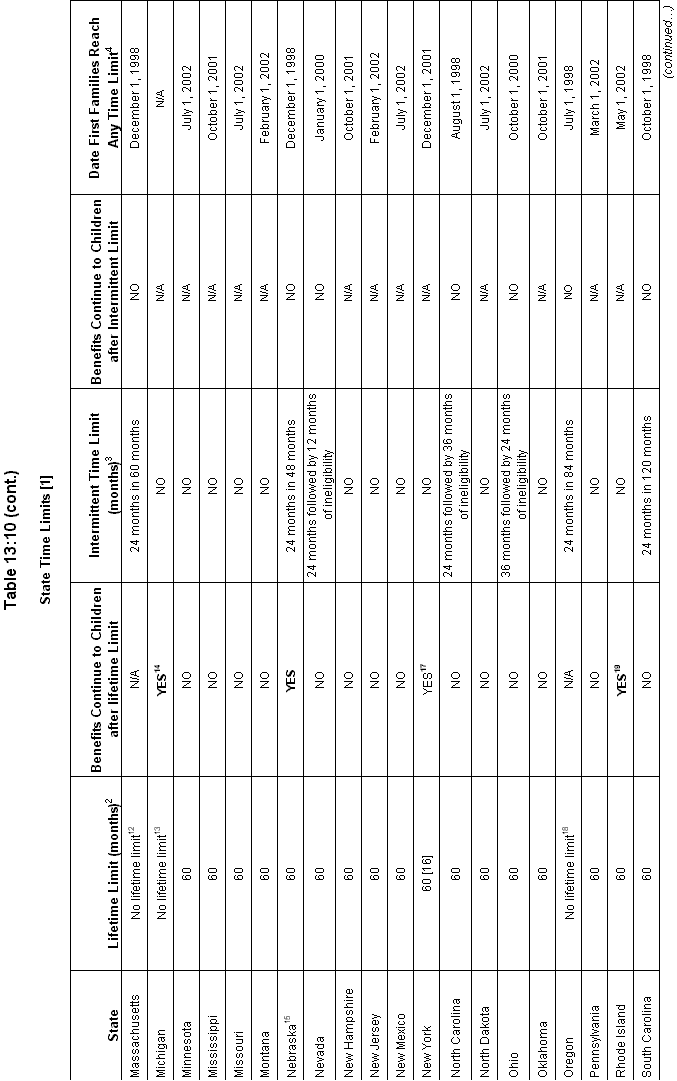 Table 13:10 (cont.)
State Time Limits [1]
State | Lifetime Limit (months)2 | Benefits Continue to Children after lifetime Limit | Intermittent Time Limit (months)3 | Benefits Continue to Children after Intermittent Limit | Date First Families Reach Any Time Limit4
Massachusetts | No lifetime limit12 | N/A | 24 months in 60 months | NO | December 1, 1998
Michigan | No lifetime limit13 | YES14 | NO | N/A | N/A
Minnesota | 60 | NO | NO | N/A | July 1, 2002
Mississippi | 60 | NO | NO | N/A | October 1, 2001
Missouri | 60 | NO | NO | N/A | July 1, 2002
Montana | 60 | NO | NO | N/A | February 1, 2002
Nebraska15 | 60 | YES | 24 months in 48 months | NO | December 1, 1998
Nevada | 60 | NO | 24 months followed by 12 months of ineligibility | NO | January 1, 2000
New Hampshire | 60 | NO | NO | N/A | October 1, 2001
New Jersey | 60 | NO | NO | N/A | February 1, 2002
New Mexico | 60 | NO | NO | N/A | July 1, 2002
New York | 60 [16] | YES17 | NO | N/A | December 1, 2001
North Carolina | 60 | NO | 24 months followed by 36 months of ineligibility | NO | August 1, 1998
North Dakota | 60 | NO | NO | N/A | July 1, 2002
Ohio | 60 | NO | 36 months followed by 24 months of ineligibility | NO | October 1, 2000
Oklahoma | 60 | NO | NO | N/A | October 1, 2001
Oregon | No lifetime limit18 | N/A | 24 months in 84 months | NO | July 1, 1998
Pennsylvania | 60 | NO | NO | N/A | March 1, 2002
Rhode Island | 60 | YES19 | NO | N/A | May 1, 2002
South Carolina | 60 | NO | 24 months in 120 months | NO | October 1, 1998
(continued...)